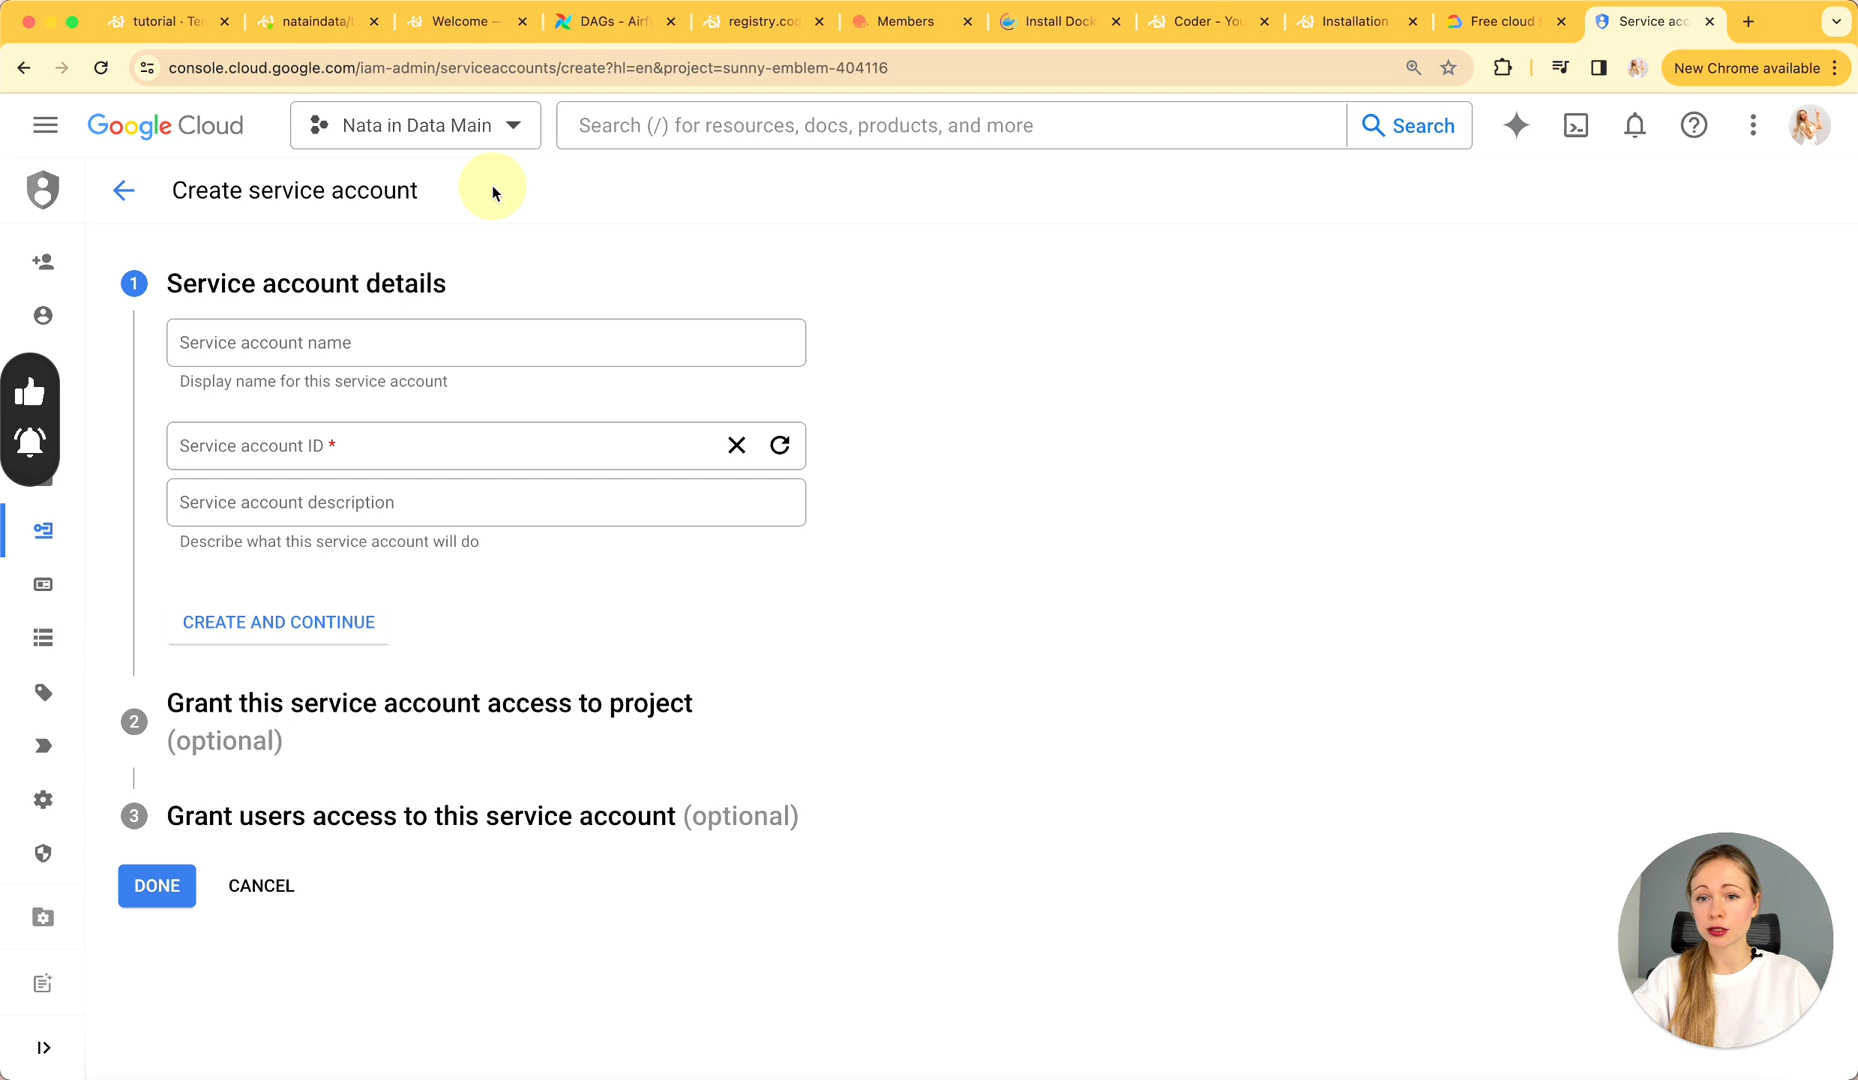 tutorial · Te
nataindata/
Welcome –
DAGs - Airf
registry.cod
Members
Install Dock
Coder - You
Installation
Free cloud
Service acc
console.cloud.google.com/iam-admin/serviceaccounts/create?hl=en&project=sunny-emblem-404116
New Chrome available
Google Cloud
Nata in Data Main
Search (/) for resources, docs, products, and more
Search
Create service account
1
Service account details
Service account name
Display name for this service account
Service account ID *
Service account description
Describe what this service account will do
CREATE AND CONTINUE
2
Grant this service account access to project
(optional)
3
Grant users access to this service account (optional)
DONE
CANCEL